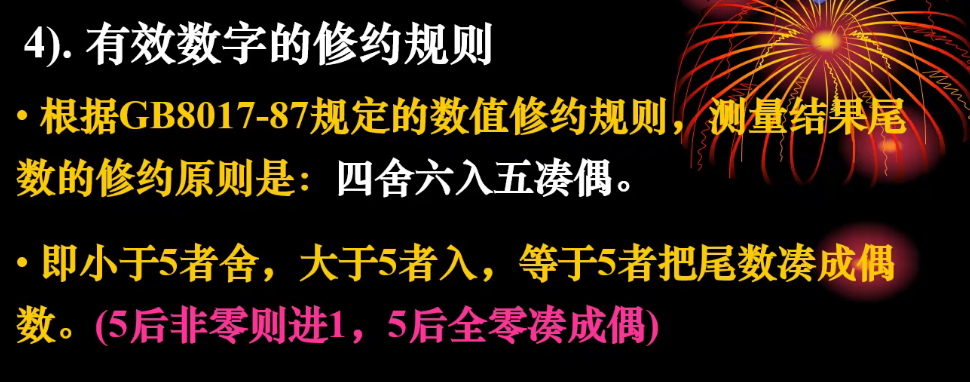 4). 有效数字的修约规则
• 根据GB8017-87规定的数值修约规则，测量结果尾
数的修约原则是：四舍六入五凑偶。
• 即小于5者舍，大于5者入，等于5者把尾数凑成偶
数。(5后非零则进1，5后全零凑成偶)